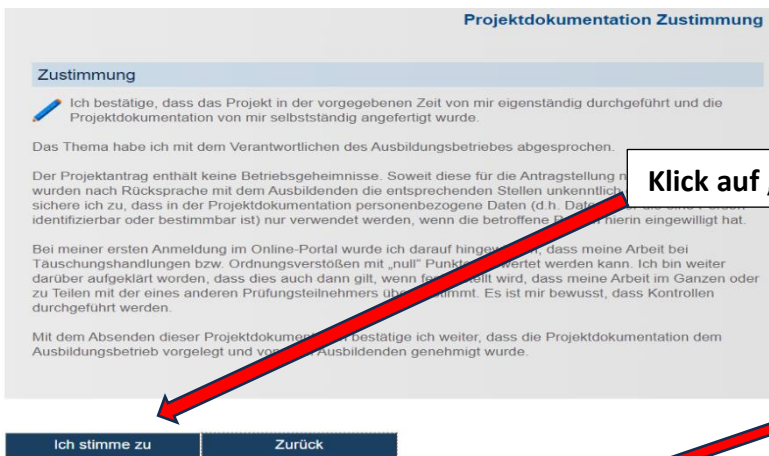 Projektdokumentation Zustimmung
Zustimmung
Ich bestätige, dass das Projekt in der vorgegebenen Zeit von mir eigenständig durchgeführt und die
Projektdokumentation von mir selbstständig angefertigt wurde.
Das Thema habe ich mit dem Verantwortlichen des Ausbildungsbetriebes abgesprochen.
Der Projektantrag enthält keine Betriebsgeheimnisse. Soweit diese für die Antragstellung
Klick auf
wurden nach Rücksprache mit dem Ausbildenden die entsprechenden Stellen unkenntlich
sichere ich zu, dass in der Projektdokumentation personenbezogene Daten (d.h.
identifizierbar oder bestimmbar ist) nur verwendet werden, wenn die betroffene hierin eingewilligt hat.
Bei meiner ersten Anmeldung im Online-Portal wurde ich darauf dass meine Arbeit bei
Täuschungshandlungen bzw. Ordnungsverstößen mit „null" werden kann. Ich bin weiter
darüber aufgeklärt worden, dass dies auch dann gilt, wenn wird, dass meine Arbeit im Ganzen oder
zu Teilen mit der eines anderen Prüfungsteilnehmers Es ist mir bewusst, dass Kontrollen
durchgeführt werden.
Mit dem Absenden dieser bestätige ich weiter, dass die Projektdokumentation dem
Ausbildungsbetrieb vorgelegt und Ausbildenden genehmigt wurde.
Ich stimme zu Zurück